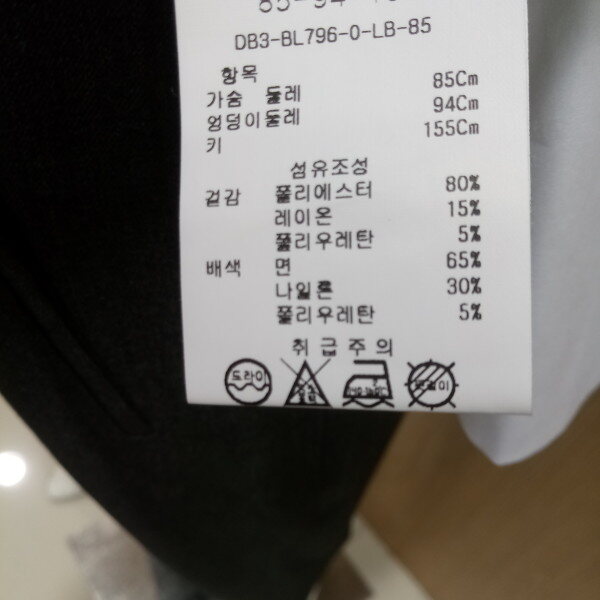 DB3-BL796-0-LB-85
항목
가슴 둘레 85Cm
엉덩이둘레 94Cm
키 155Cm
섬유조성
겉감 폴리에스터 80%
레이온 15%
폴리우레탄 5%
배색 면 65%
나일론 30%
폴리우레탄 5%
취급주의
드라이